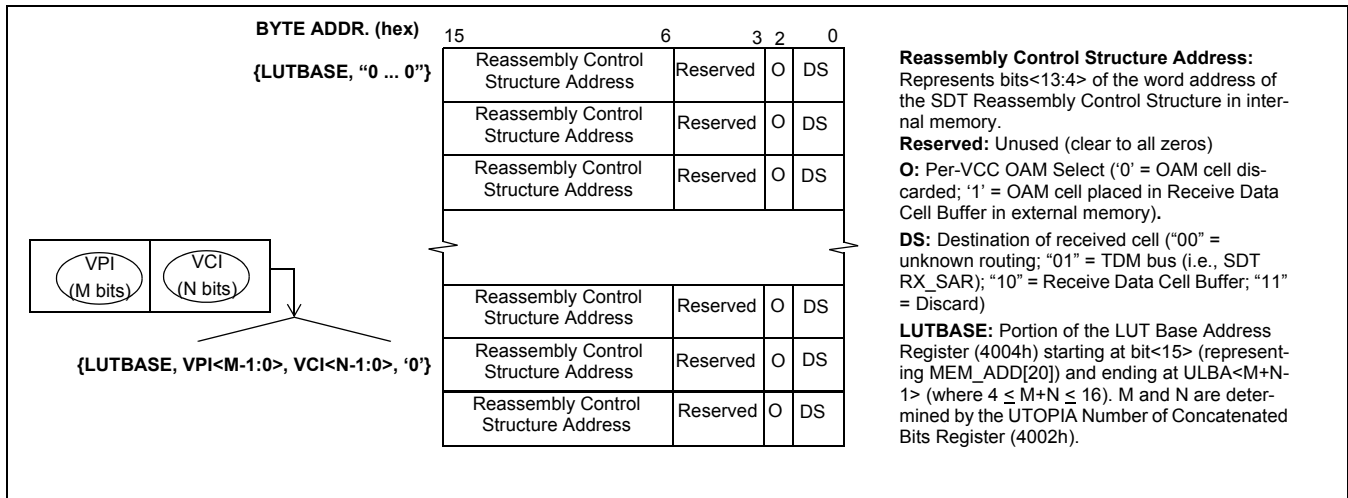 BYTE ADDR. (hex)
15 6 3 2 0
{LUTBASE, “0 ... 0”}
Reassembly Control
Structure Address
Reserved
O
DS
Reassembly Control
Structure Address
Reserved
O
DS
Reassembly Control
Structure Address
Reserved
O
DS
VPI
(M bits)
VCI
(N bits)
{LUTBASE, VPI<M-1:0>, VCI<N-1:0>, ‘0’}
Reassembly Control
Structure Address
Reserved
O
DS
Reassembly Control
Structure Address
Reserved
O
DS
Reassembly Control
Structure Address
Reserved
O
DS
Reassembly Control Structure Address:
Represents bits<13:4> of the word address of
the SDT Reassembly Control Structure in inter-
nal memory.
Reserved: Unused (clear to all zeros)
O: Per-VCC OAM Select (‘0’ = OAM cell dis-
carded; ‘1’ = OAM cell placed in Receive Data
Cell Buffer in external memory).
DS: Destination of received cell (“00” =
unknown routing; “01” = TDM bus (i.e., SDT
RX_SAR); “10” = Receive Data Cell Buffer; “11”
= Discard)
LUTBASE: Portion of the LUT Base Address
Register (4004h) starting at bit<15> (represent-
ing MEM_ADD[20]) and ending at ULBA<M+N-
1> (where 4 ≤ M+N ≤ 16). M and N are deter-
mined by the UTOPIA Number of Concatenated
Bits Register (4002h).